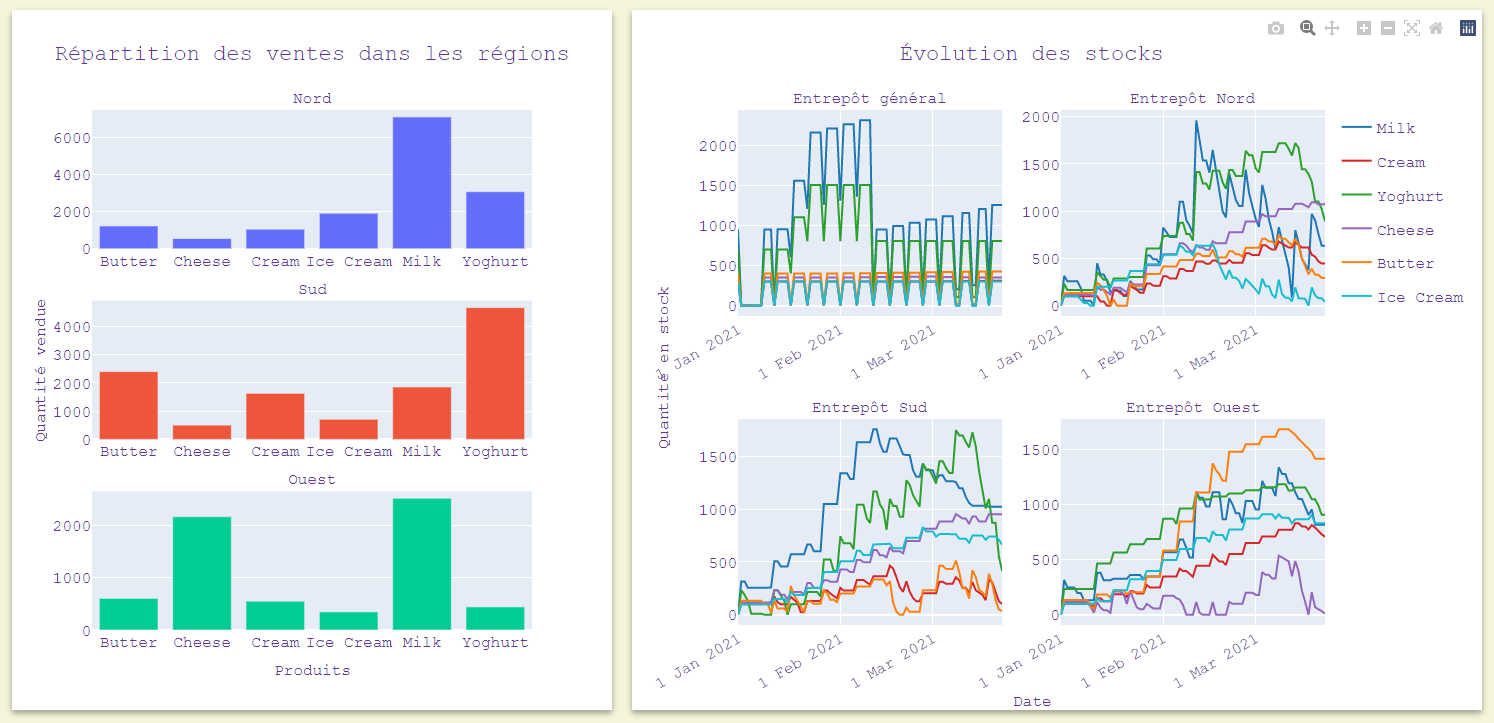 Répartition des ventes dans les régions
Nord
6000
4000
2000
0
Butter Cheese Cream Ice Cream Milk Yoghurt
Sud
4000
3000
2000
1000
0
Butter Cheese Cream Ice Cream Milk Yoghurt
Quantité vendue
Ouest
2000
1000
0
Butter Cheese Cream Ice Cream Milk Yoghurt
Produits
Évolution des stocks
Entrepôt général
2000
1500
1000
500
0
1 Jan 2021 1 Feb 2021 1 Mar 2021
Entrepôt Nord
2000
1500
1000
500
0
1 Jan 2021 1 Feb 2021 1 Mar 2021
Milk
Cream
Yoghurt
Cheese
Butter
Ice Cream
Quantité en stock
Entrepôt Sud
1500
1000
500
0
1 Jan 2021 1 Feb 2021 1 Mar 2021
Entrepôt Ouest
1500
1000
500
0
1 Jan 2021 1 Feb 2021 1 Mar 2021
Date